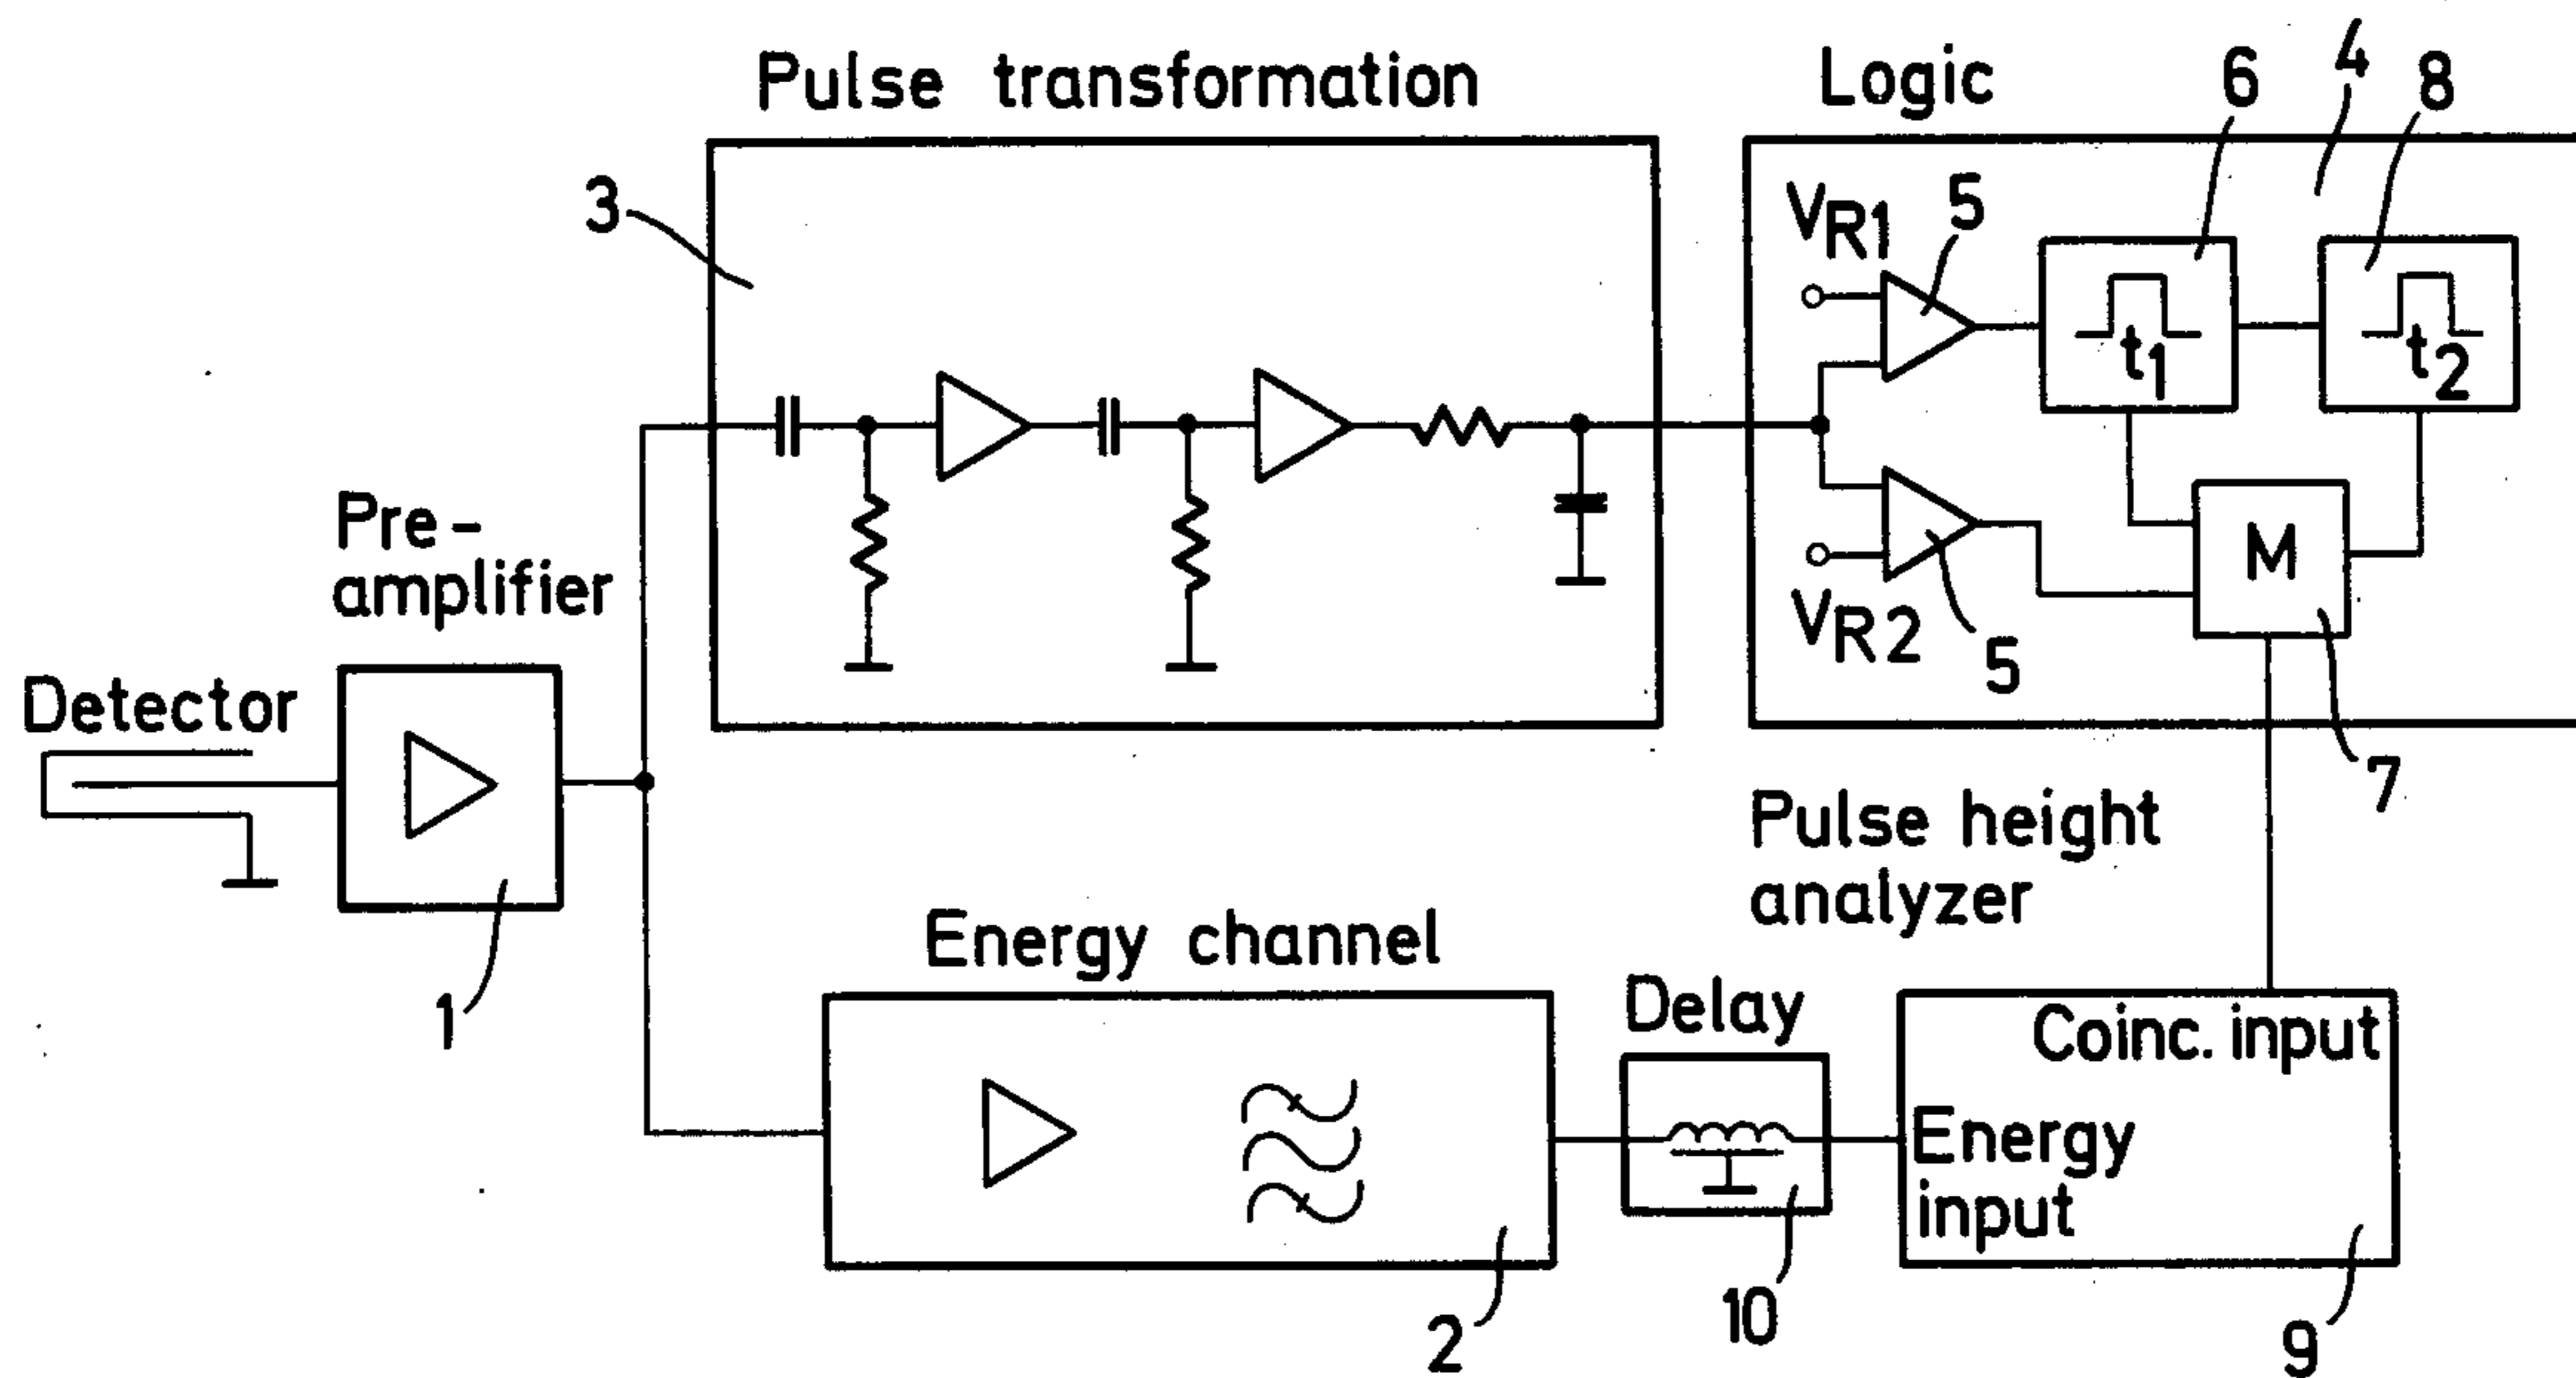 Pulse transformation
Logic
6
4
8
3
VR1
5
t1
t2
Pre-
amplifier
M
VR2
5
Detector
7
1
Pulse height
analyzer
Energy channel
Delay
Coinc. input
Energy
input
2
10
9